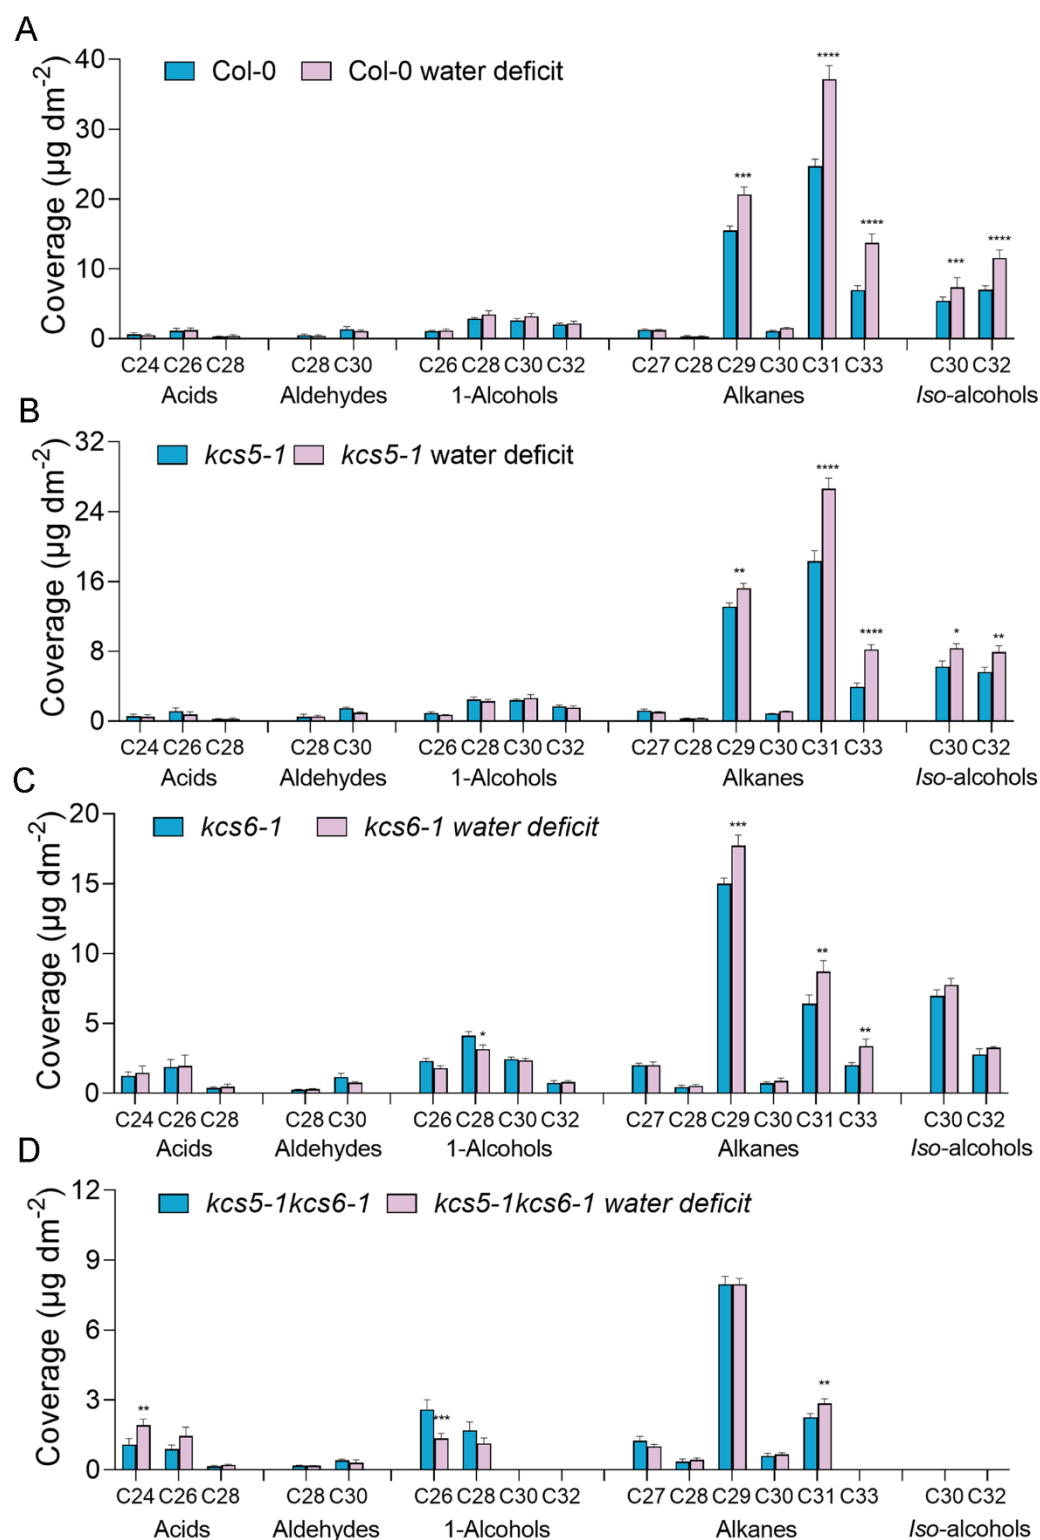 A
Coverage (µg dm⁻²)
40
30
20
10
0
Col-0 Col-0 water deficit
*** **** **** *** ****
C24 C26 C28 C28 C30 C26 C28 C30 C32 C27 C28 C29 C30 C31 C33 C30 C32
Acids Aldehydes 1-Alcohols Alkanes Iso-alcohols
B
Coverage (µg dm⁻²)
32
24
16
8
0
kcs5-1 kcs5-1 water deficit
** **** **** * **
C24 C26 C28 C28 C30 C26 C28 C30 C32 C27 C28 C29 C30 C31 C33 C30 C32
Acids Aldehydes 1-Alcohols Alkanes Iso-alcohols
C
Coverage (µg dm⁻²)
20
15
10
5
0
kcs6-1 kcs6-1 water deficit
* *** ** **
C24 C26 C28 C28 C30 C26 C28 C30 C32 C27 C28 C29 C30 C31 C33 C30 C32
Acids Aldehydes 1-Alcohols Alkanes Iso-alcohols
D
Coverage (µg dm⁻²)
12
9
6
3
0
kcs5-1kcs6-1 kcs5-1kcs6-1 water deficit
** *** **
C24 C26 C28 C28 C30 C26 C28 C30 C32 C27 C28 C29 C30 C31 C33 C30 C32
Acids Aldehydes 1-Alcohols Alkanes Iso-alcohols